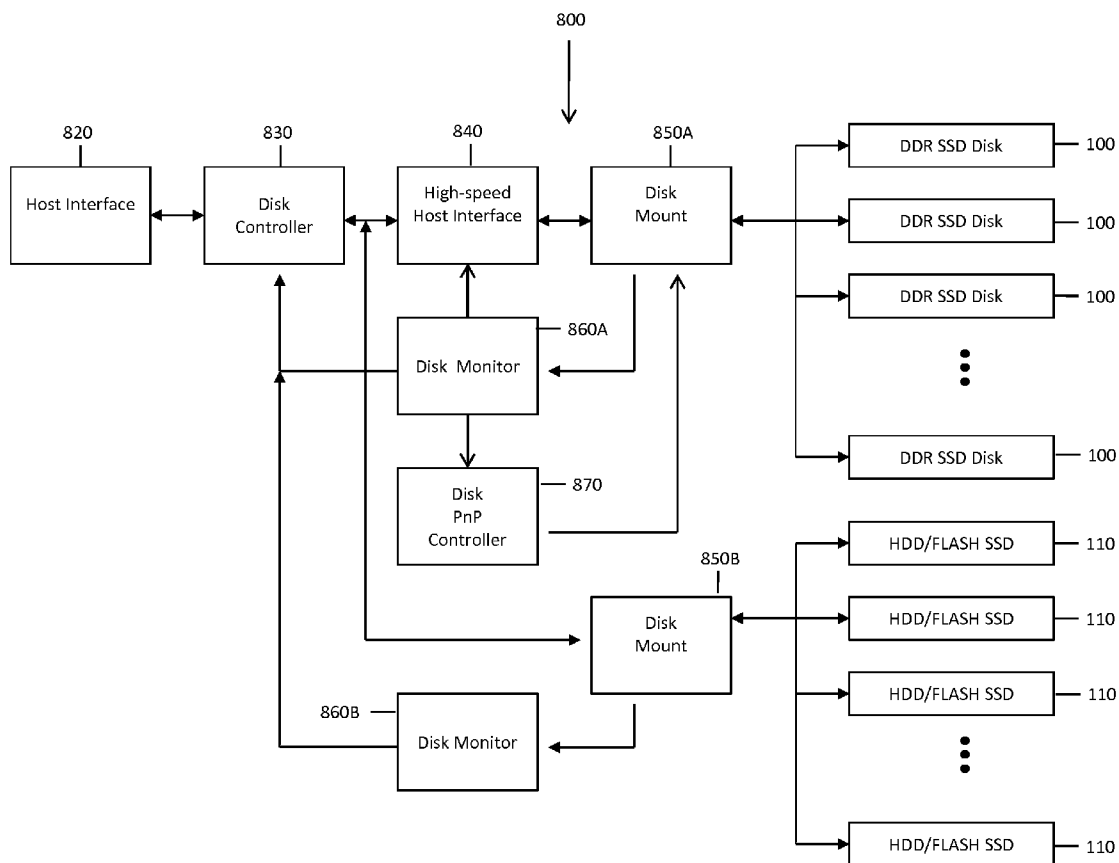 800
820
830
840
850A
Host Interface
Disk
Controller
High-speed
Host Interface
Disk
Mount
DDR SSD Disk
100
DDR SSD Disk
100
DDR SSD Disk
100
DDR SSD Disk
100
860A
Disk Monitor
870
Disk
PnP
Controller
850B
Disk
Mount
HDD/FLASH SSD
110
HDD/FLASH SSD
110
HDD/FLASH SSD
110
HDD/FLASH SSD
110
860B
Disk Monitor